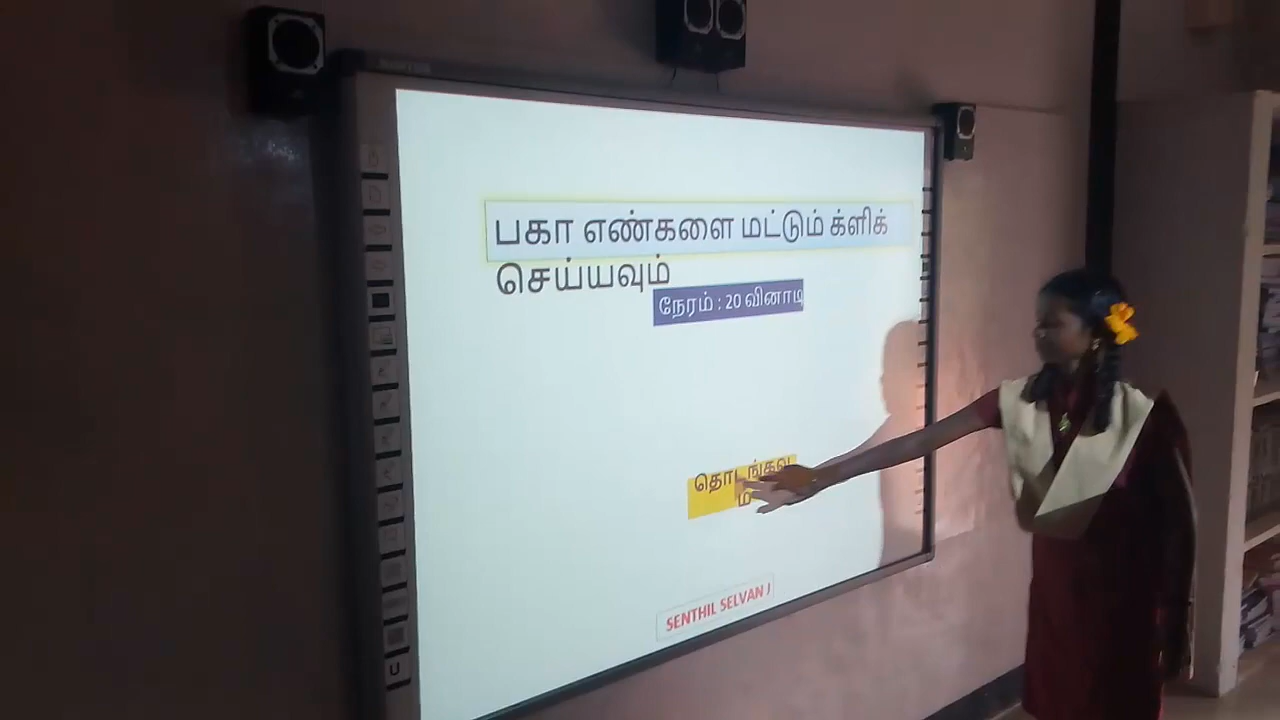 பகா எண்களை மட்டும் க்ளிக்
செய்யவும்
நேரம் : 20 வினாடி
SENTHIL SELVAN J